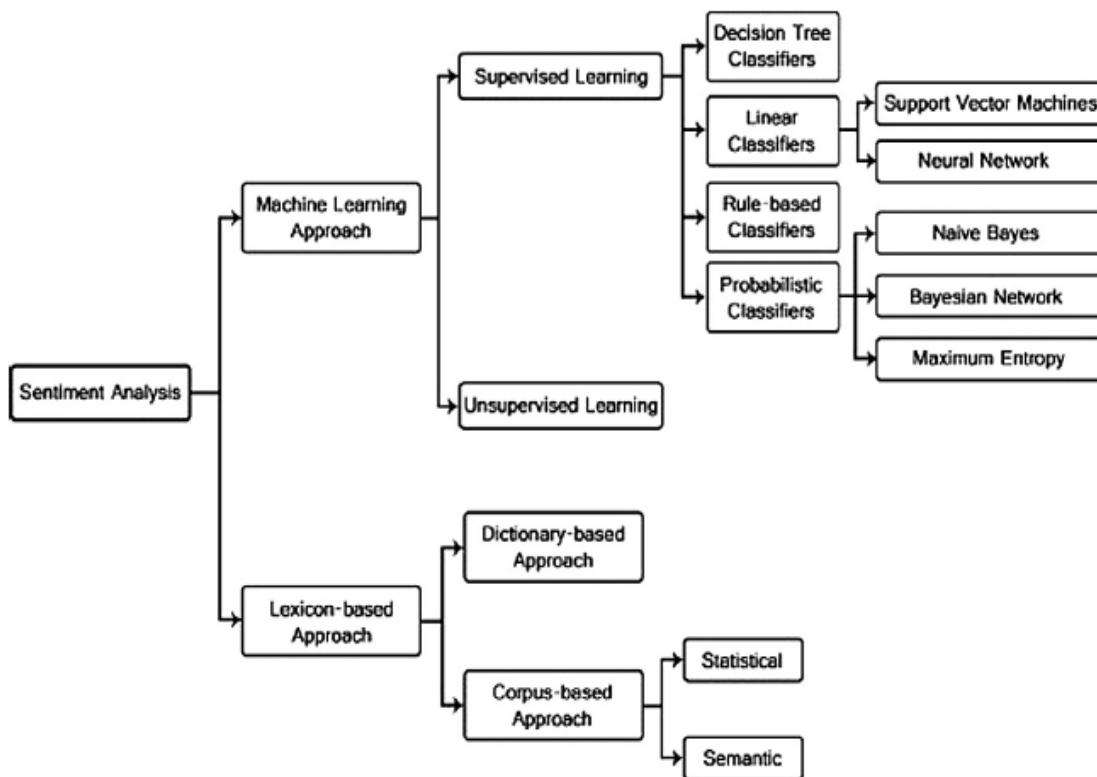 Decision Tree
Classifiers
Supervised Learning
Linear
Classifiers
Support Vector Machines
Neural Network
Machine Learning
Approach
Rule-based
Classifiers
Naive Bayes
Probabilistic
Classifiers
Bayesian Network
Maximum Entropy
Sentiment Analysis
Unsupervised Learning
Dictionary-based
Approach
Lexicon-based
Approach
Corpus-based
Approach
Statistical
Semantic